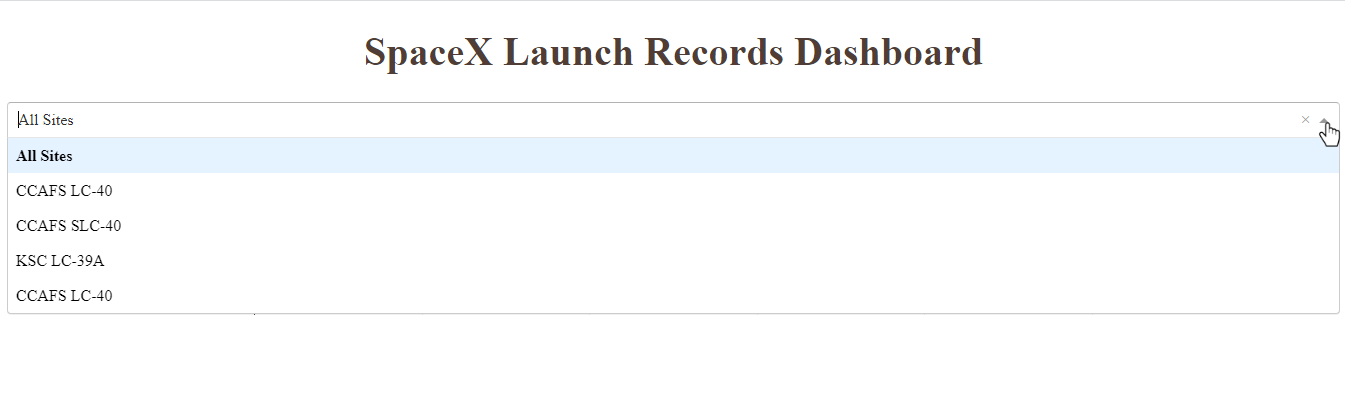 SpaceX Launch Records Dashboard
All Sites
All Sites
CCAFS LC-40
CCAFS SLC-40
KSC LC-39A
CCAFS LC-40